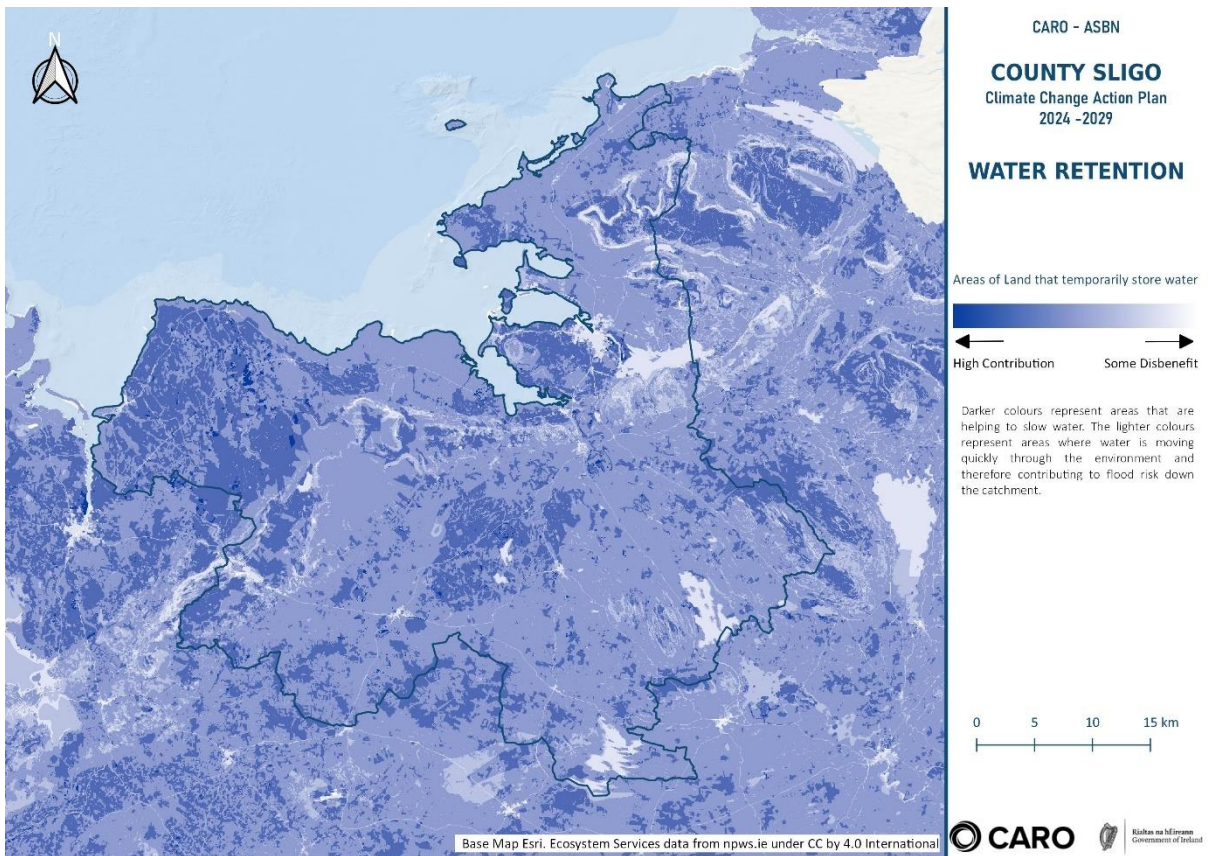 N
CARO - ASBN
COUNTY SLIGO
Climate Change Action Plan
2024 -2029
WATER RETENTION
Areas of Land that temporarily store water
High Contribution Some Disbenefit
Darker colours represent areas that are
helping to slow water. The lighter colours
represent areas where water is moving
quickly through the environment and
therefore contributing to flood risk down
the catchment.
0 5 10 15 km
CARO
Rialtas na hÉireann
Government of Ireland
Base Map Esri. Ecosystem Services data from npws.ie under CC by 4.0 International